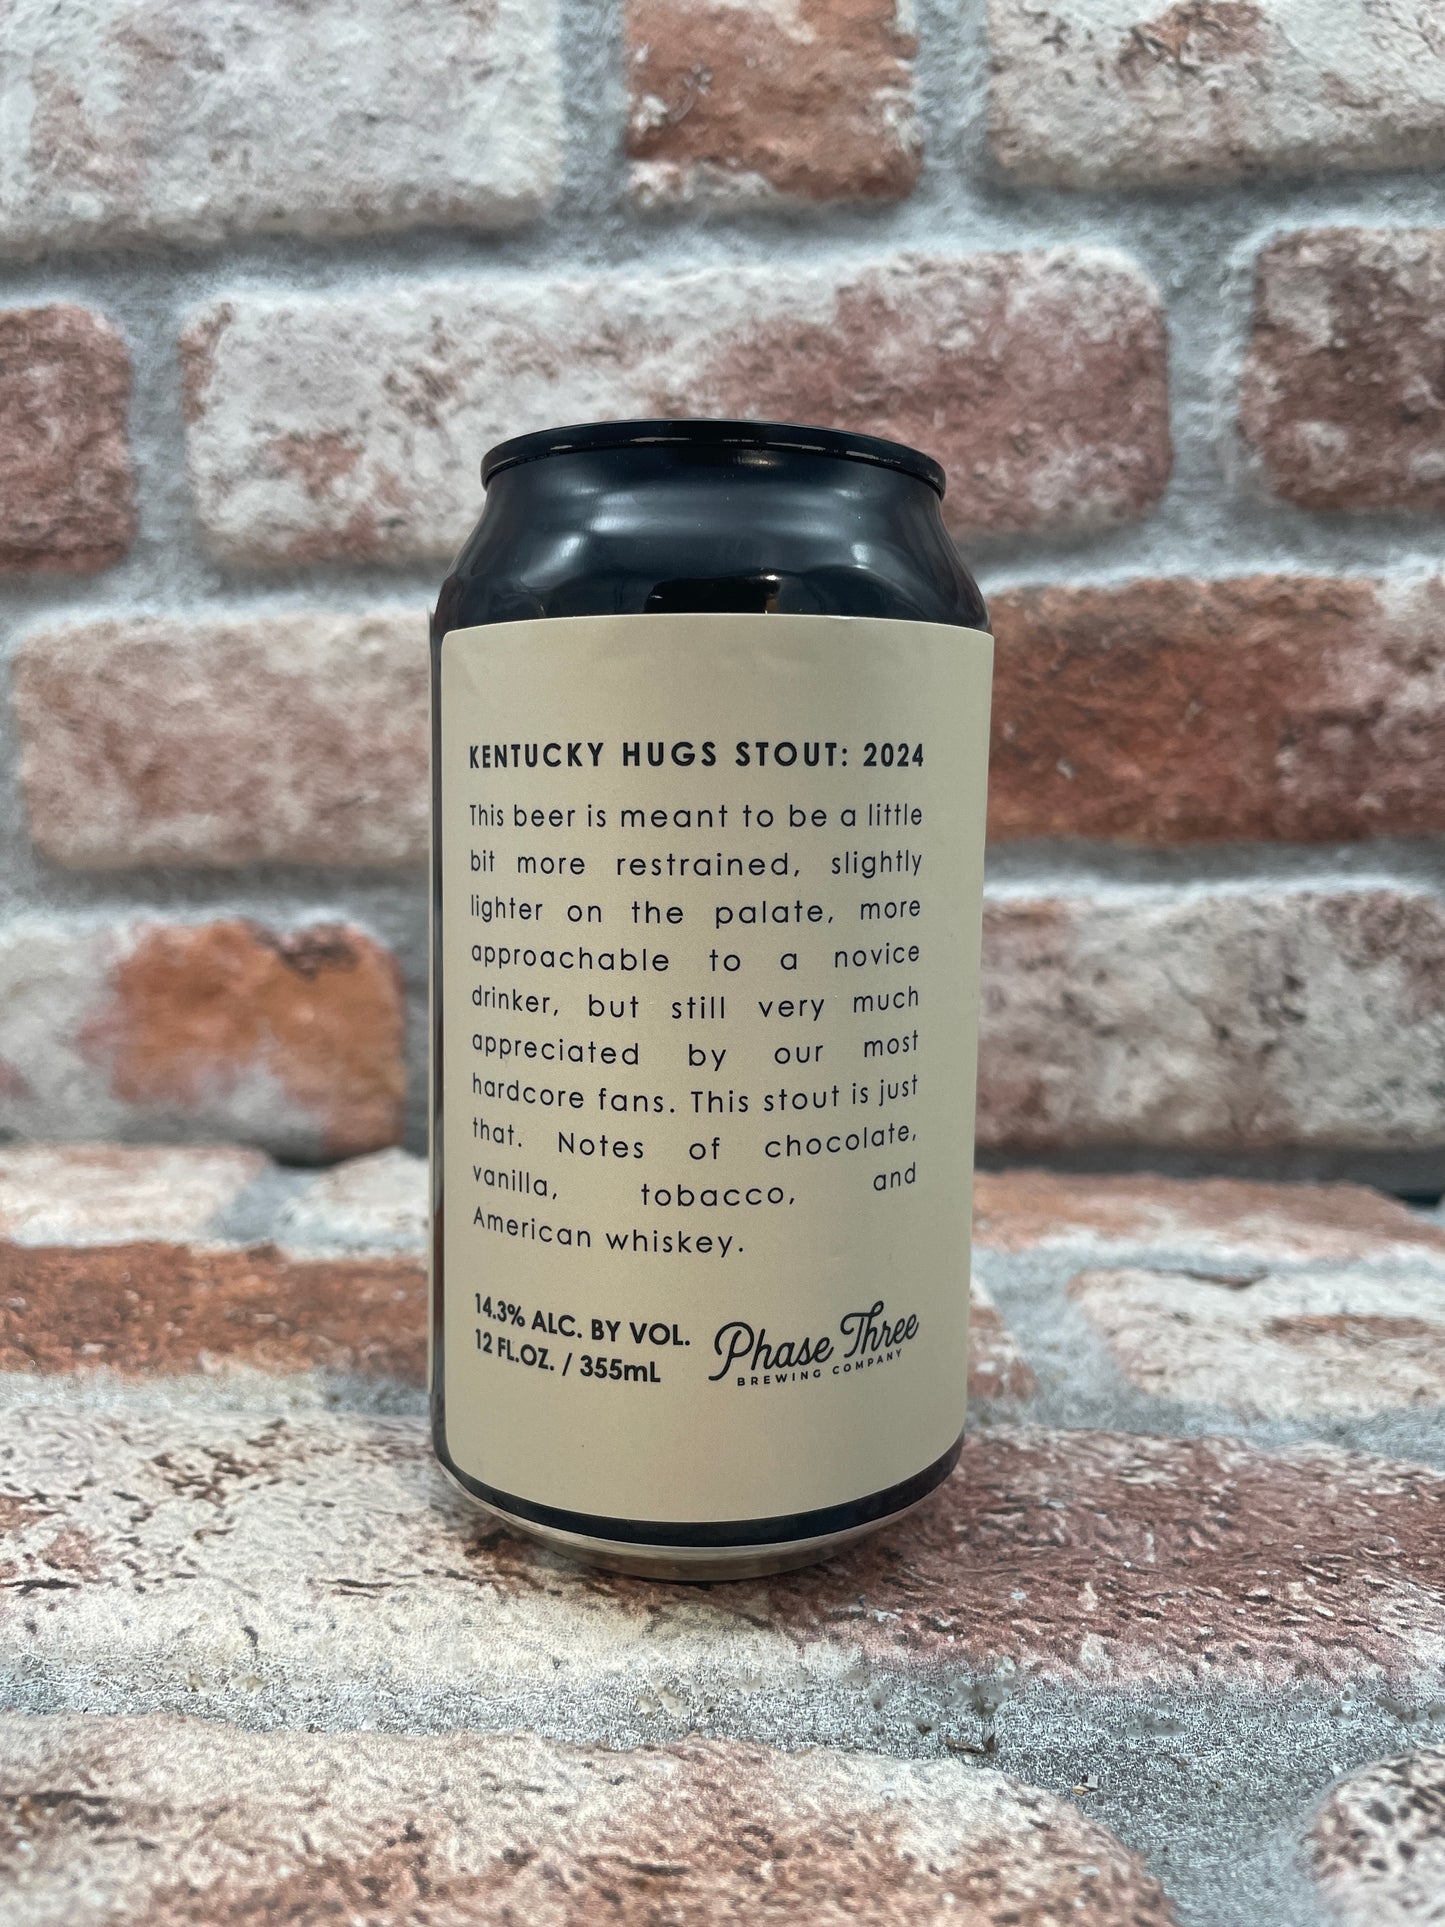 KENTUCKY HUGS STOUT: 2024
This beer is meant to be a little
bit more restrained, slightly
lighter on the palate, more
approachable to a novice
drinker, but still very much
appreciated by our most
hardcore fans. This stout is just
that. Notes of chocolate,
vanilla, tobacco, and
American whiskey.
14.3% ALC. BY VOL.
12 FL.OZ. / 355mL
Phase Three
BREWING COMPANY